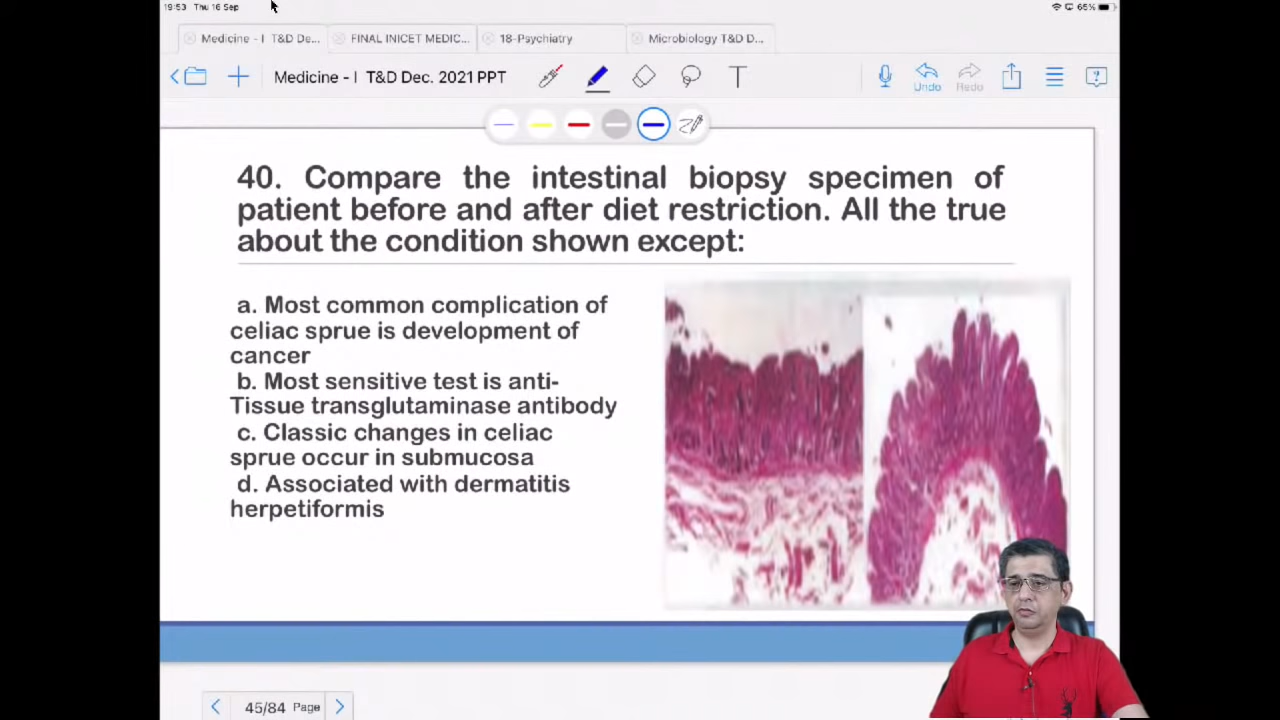 19:53 Thu 16 Sep
65%
Medicine - I T&D De...
FINAL INICET MEDIC...
18-Psychiatry
Microbiology T&D D...
Medicine - I T&D Dec. 2021 PPT
T
Undo
Redo
?
40. Compare the intestinal biopsy specimen of
patient before and after diet restriction. All the true
about the condition shown except:
a. Most common complication of
celiac sprue is development of
cancer
b. Most sensitive test is anti-
Tissue transglutaminase antibody
c. Classic changes in celiac
sprue occur in submucosa
d. Associated with dermatitis
herpetiformis
45/84 Page